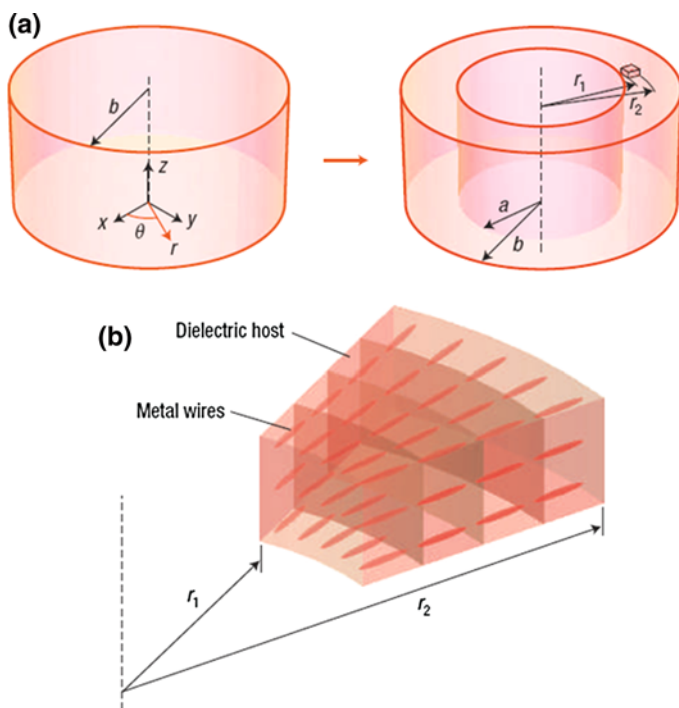 (a)
b
z
x
y
θ
r
r1
r2
a
b
(b)
Dielectric host
Metal wires
r1
r2